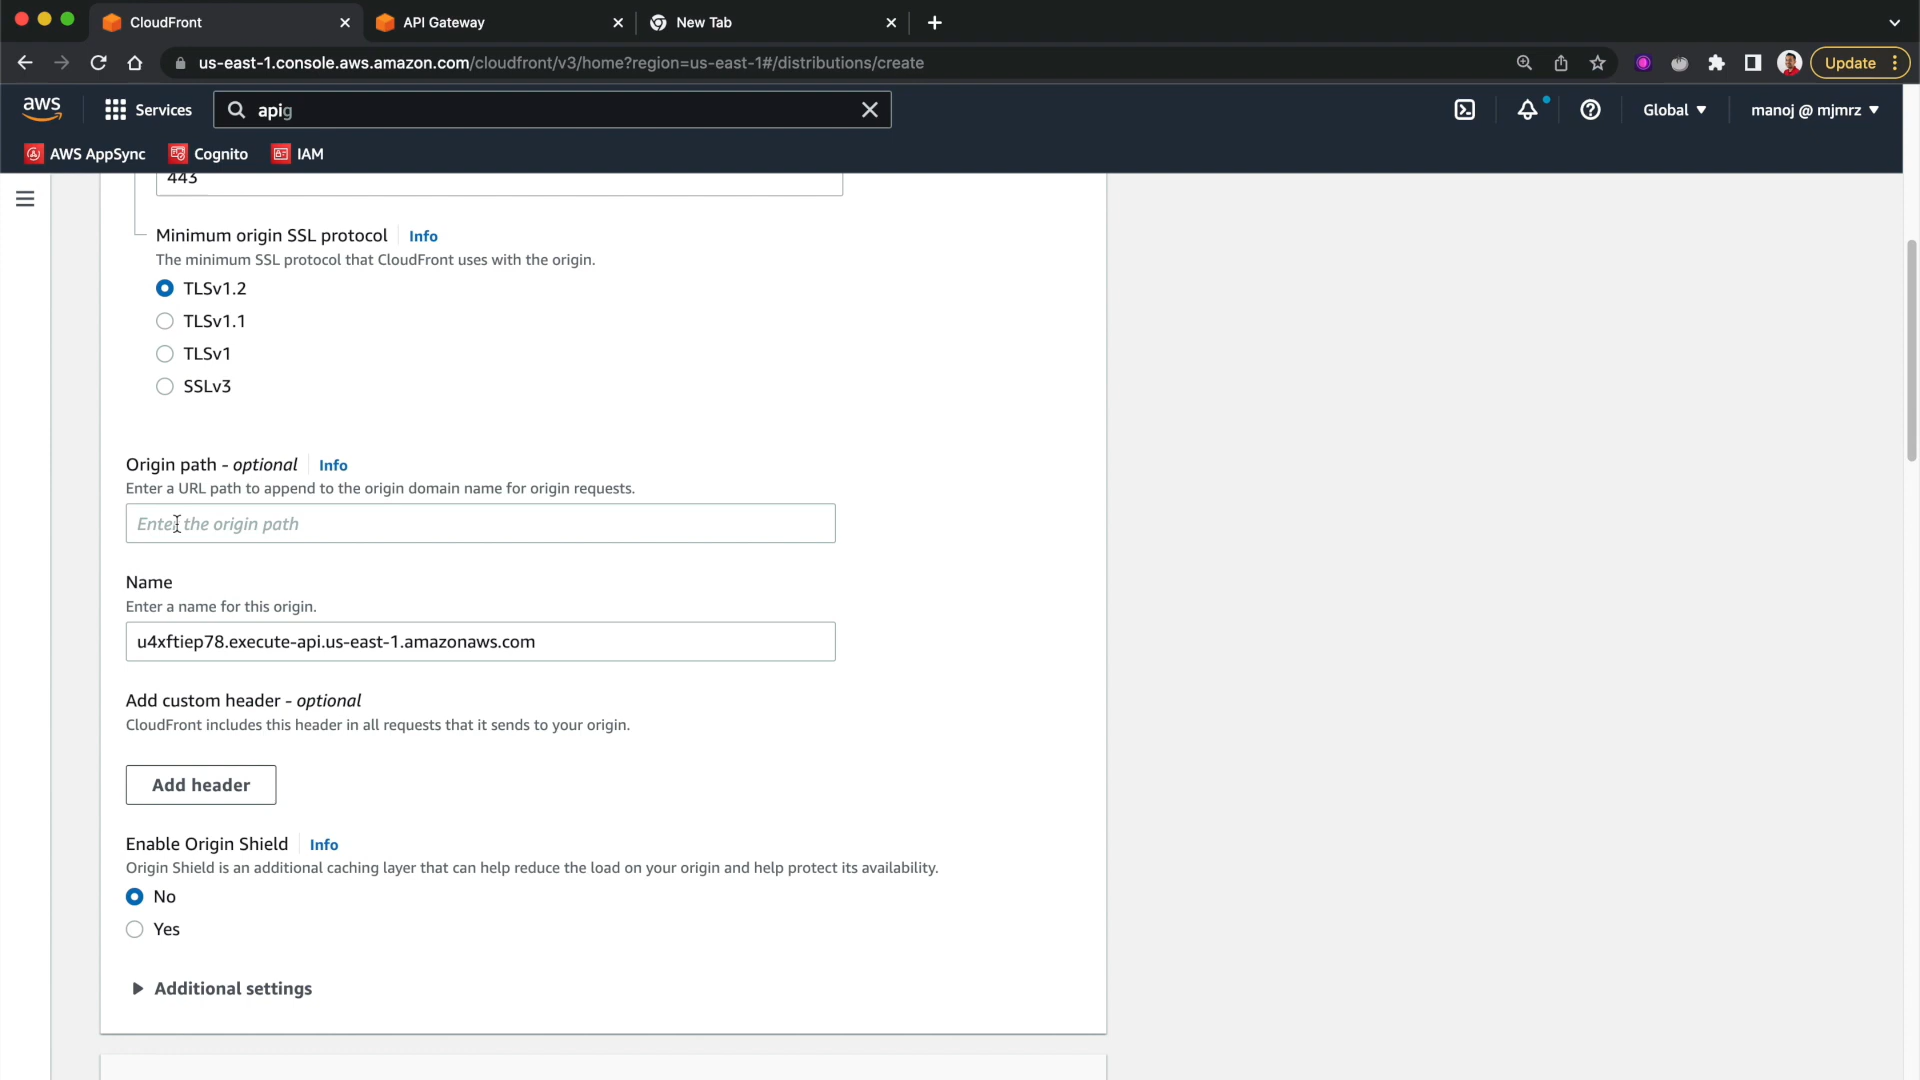 CloudFront
API Gateway
New Tab
us-east-1.console.aws.amazon.com/cloudfront/v3/home?region=us-east-1#/distributions/create
Update
aws
Services
apig
Global
manoj @ mjmrz
AWS AppSync
Cognito
IAM
443
Minimum origin SSL protocol Info
The minimum SSL protocol that CloudFront uses with the origin.
TLSv1.2
TLSv1.1
TLSv1
SSLv3
Origin path - optional Info
Enter a URL path to append to the origin domain name for origin requests.
Enter the origin path
Name
Enter a name for this origin.
u4xftiep78.execute-api.us-east-1.amazonaws.com
Add custom header - optional
CloudFront includes this header in all requests that it sends to your origin.
Add header
Enable Origin Shield Info
Origin Shield is an additional caching layer that can help reduce the load on your origin and help protect its availability.
No
Yes
Additional settings